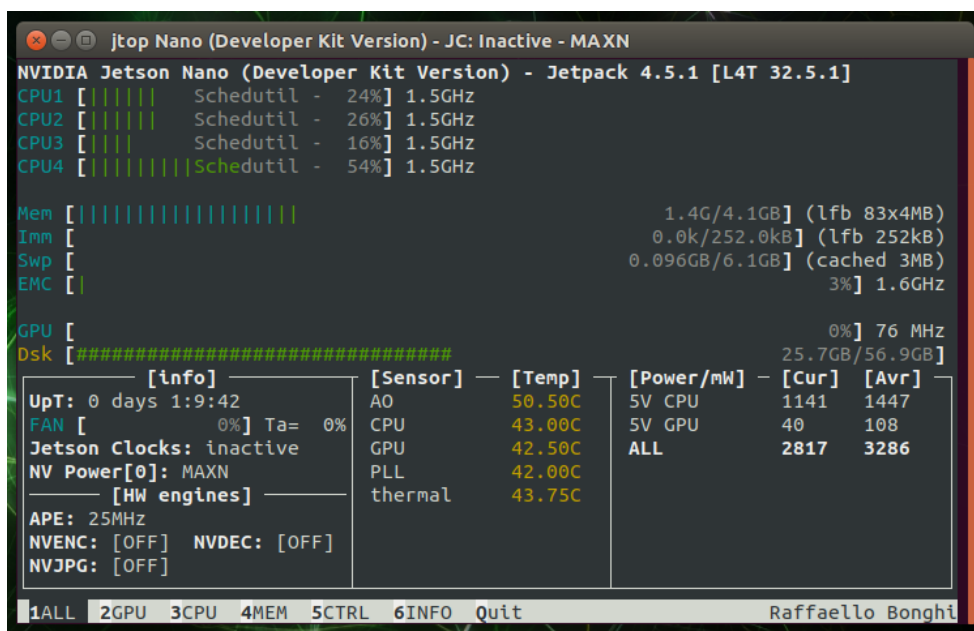 jtop Nano (Developer Kit Version) - JC: Inactive - MAXN
NVIDIA Jetson Nano (Developer Kit Version) - Jetpack 4.5.1 [L4T 32.5.1]
CPU1 [|||||| Schedutil - 24%] 1.5GHz
CPU2 [|||||| Schedutil - 26%] 1.5GHz
CPU3 [|||| Schedutil - 16%] 1.5GHz
CPU4 [|||||||||Schedutil - 54%] 1.5GHz
Mem [||||||||||||||||||| 1.4G/4.1GB] (lfb 83x4MB)
Imm [ 0.0k/252.0kB] (lfb 252kB)
Swp [ 0.096GB/6.1GB] (cached 3MB)
EMC [| 3%] 1.6GHz
GPU [ 0%] 76 MHz
Dsk [################################ 25.7GB/56.9GB]
[info] [Sensor] [Temp] [Power/mW] [Cur] [Avr]
UpT: 0 days 1:9:42 AO 50.50C 5V CPU 1141 1447
FAN [ 0%] Ta= 0% CPU 43.00C 5V GPU 40 108
Jetson Clocks: inactive GPU 42.50C ALL 2817 3286
NV Power[0]: MAXN PLL 42.00C
[HW engines] thermal 43.75C
APE: 25MHz
NVENC: [OFF] NVDEC: [OFF]
NVJPG: [OFF]
1ALL 2GPU 3CPU 4MEM 5CTRL 6INFO Quit Raffaello Bonghi